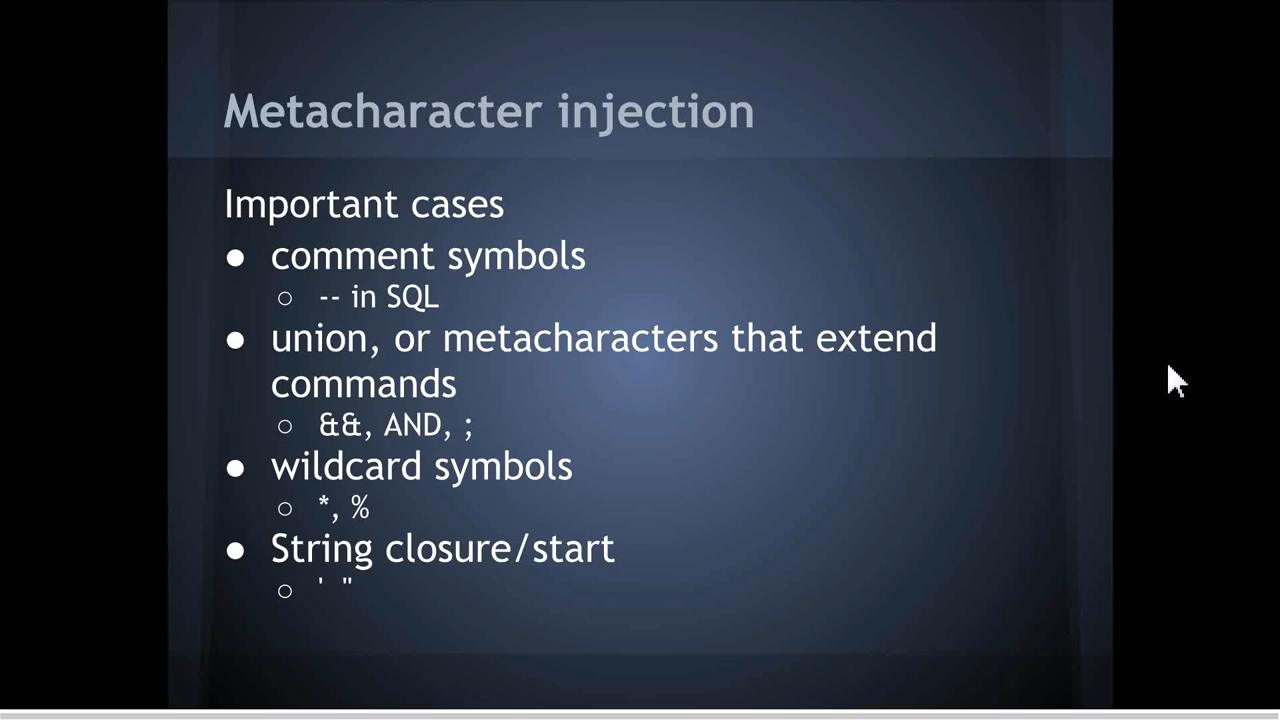 Metacharacter injection
Important cases
● comment symbols
○ -- in SQL
● union, or metacharacters that extend
commands
○ &&, AND, ;
● wildcard symbols
○ *, %
● String closure/start
○ ' "